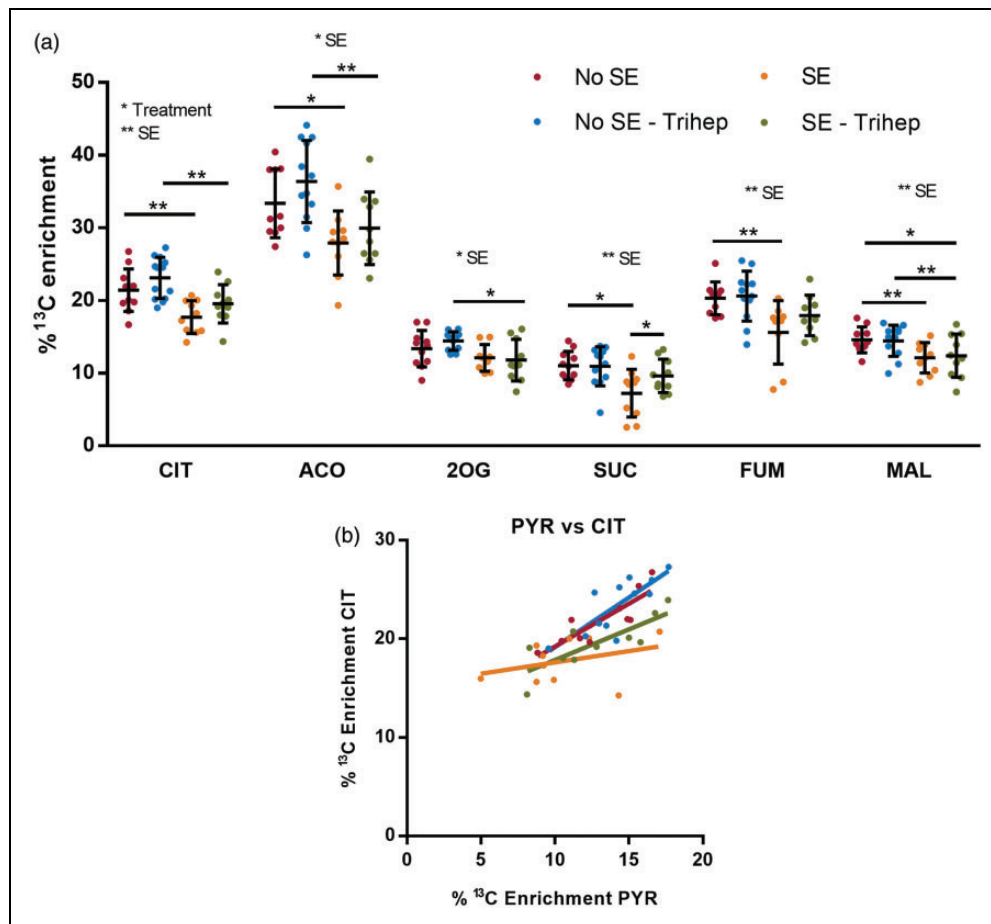 (a)
* SE
No SE
SE
No SE - Trihep
SE - Trihep
**
*
* Treatment
** SE
**
**
* SE
*
** SE
*
*
** SE
**
** SE
*
**
**
% ¹³C enrichment
50
40
30
20
10
0
CIT ACO 2OG SUC FUM MAL
(b)
PYR vs CIT
% ¹³C Enrichment CIT
30
20
10
0
0 5 10 15 20
% ¹³C Enrichment PYR